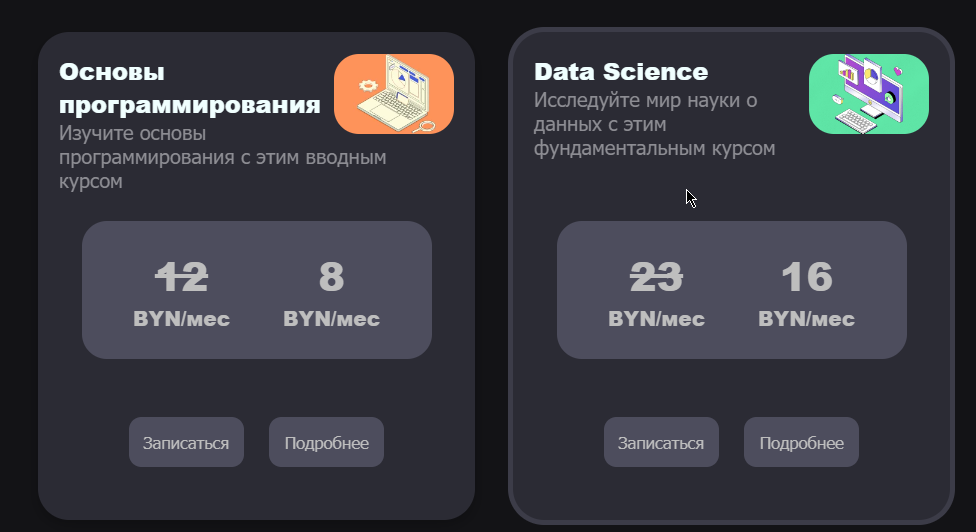 Основы
программирования
Изучите основы
программирования с этим вводным
курсом
12 8
BYN/мес BYN/мес
Записаться Подробнее
Data Science
Исследуйте мир науки о
данных с этим
фундаментальным курсом
23 16
BYN/мес BYN/мес
Записаться Подробнее